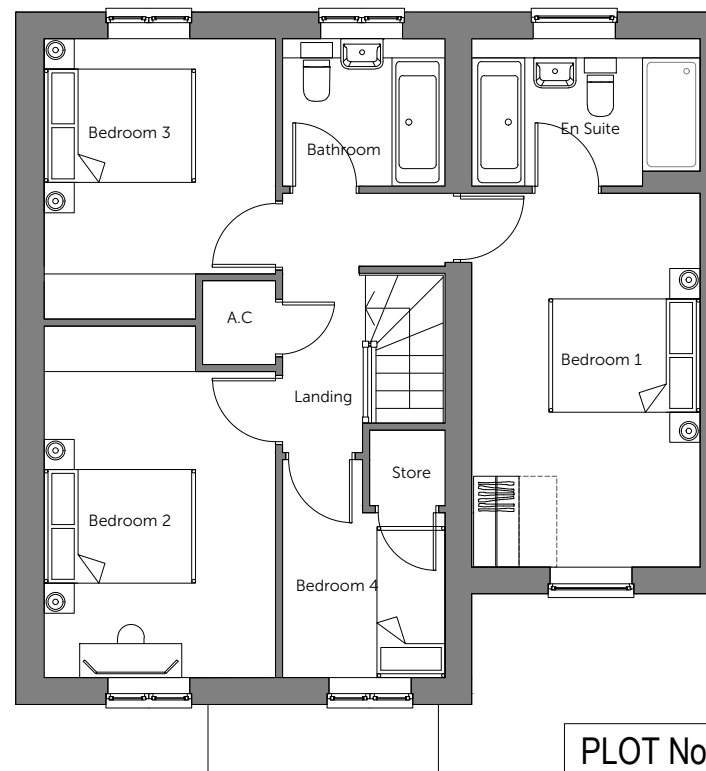 Bedroom 3
Bathroom
En Suite
A.C
Bedroom 1
Landing
Store
Bedroom 2
Bedroom 4
PLOT No